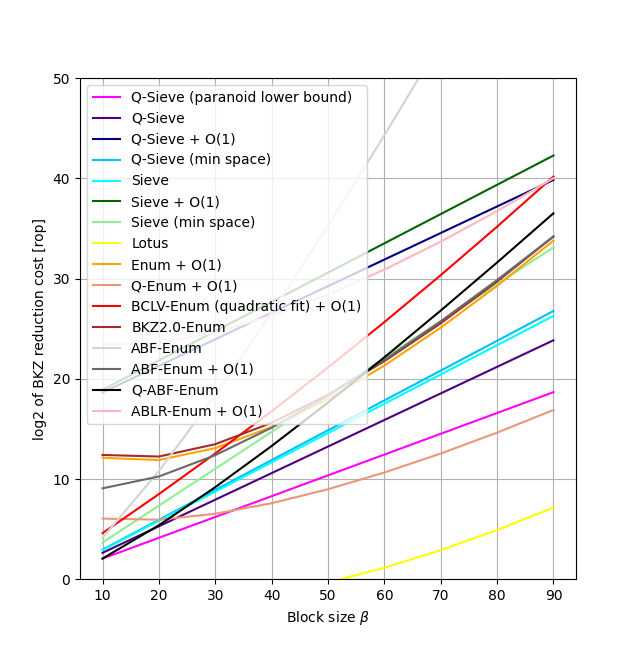 50
40
30
20
10
0
log2 of BKZ reduction cost [rop]
Q-Sieve (paranoid lower bound)
Q-Sieve
Q-Sieve + O(1)
Q-Sieve (min space)
Sieve
Sieve + O(1)
Sieve (min space)
Lotus
Enum + O(1)
Q-Enum + O(1)
BCLV-Enum (quadratic fit) + O(1)
BKZ2.0-Enum
ABF-Enum
ABF-Enum + O(1)
Q-ABF-Enum
ABLR-Enum + O(1)
10 20 30 40 50 60 70 80 90
Block size β